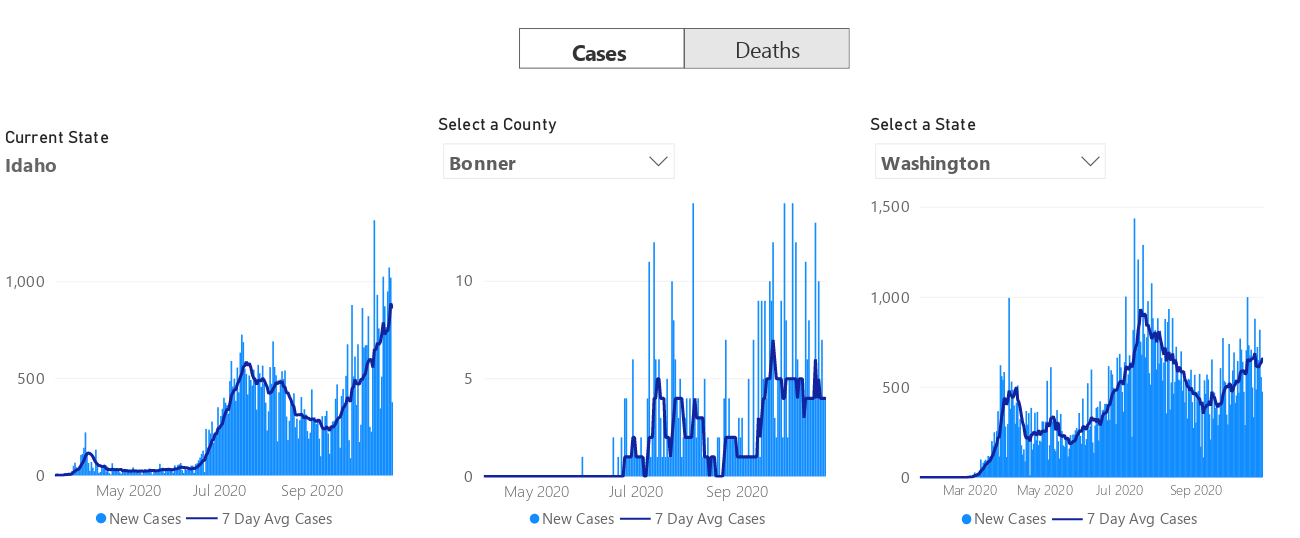 Cases Deaths
Current State
Idaho
Select a County
Bonner
Select a State
Washington
1,000
500
0
May 2020 Jul 2020 Sep 2020
New Cases 7 Day Avg Cases
10
5
0
May 2020 Jul 2020 Sep 2020
New Cases 7 Day Avg Cases
1,500
1,000
500
0
Mar 2020 May 2020 Jul 2020 Sep 2020
New Cases 7 Day Avg Cases